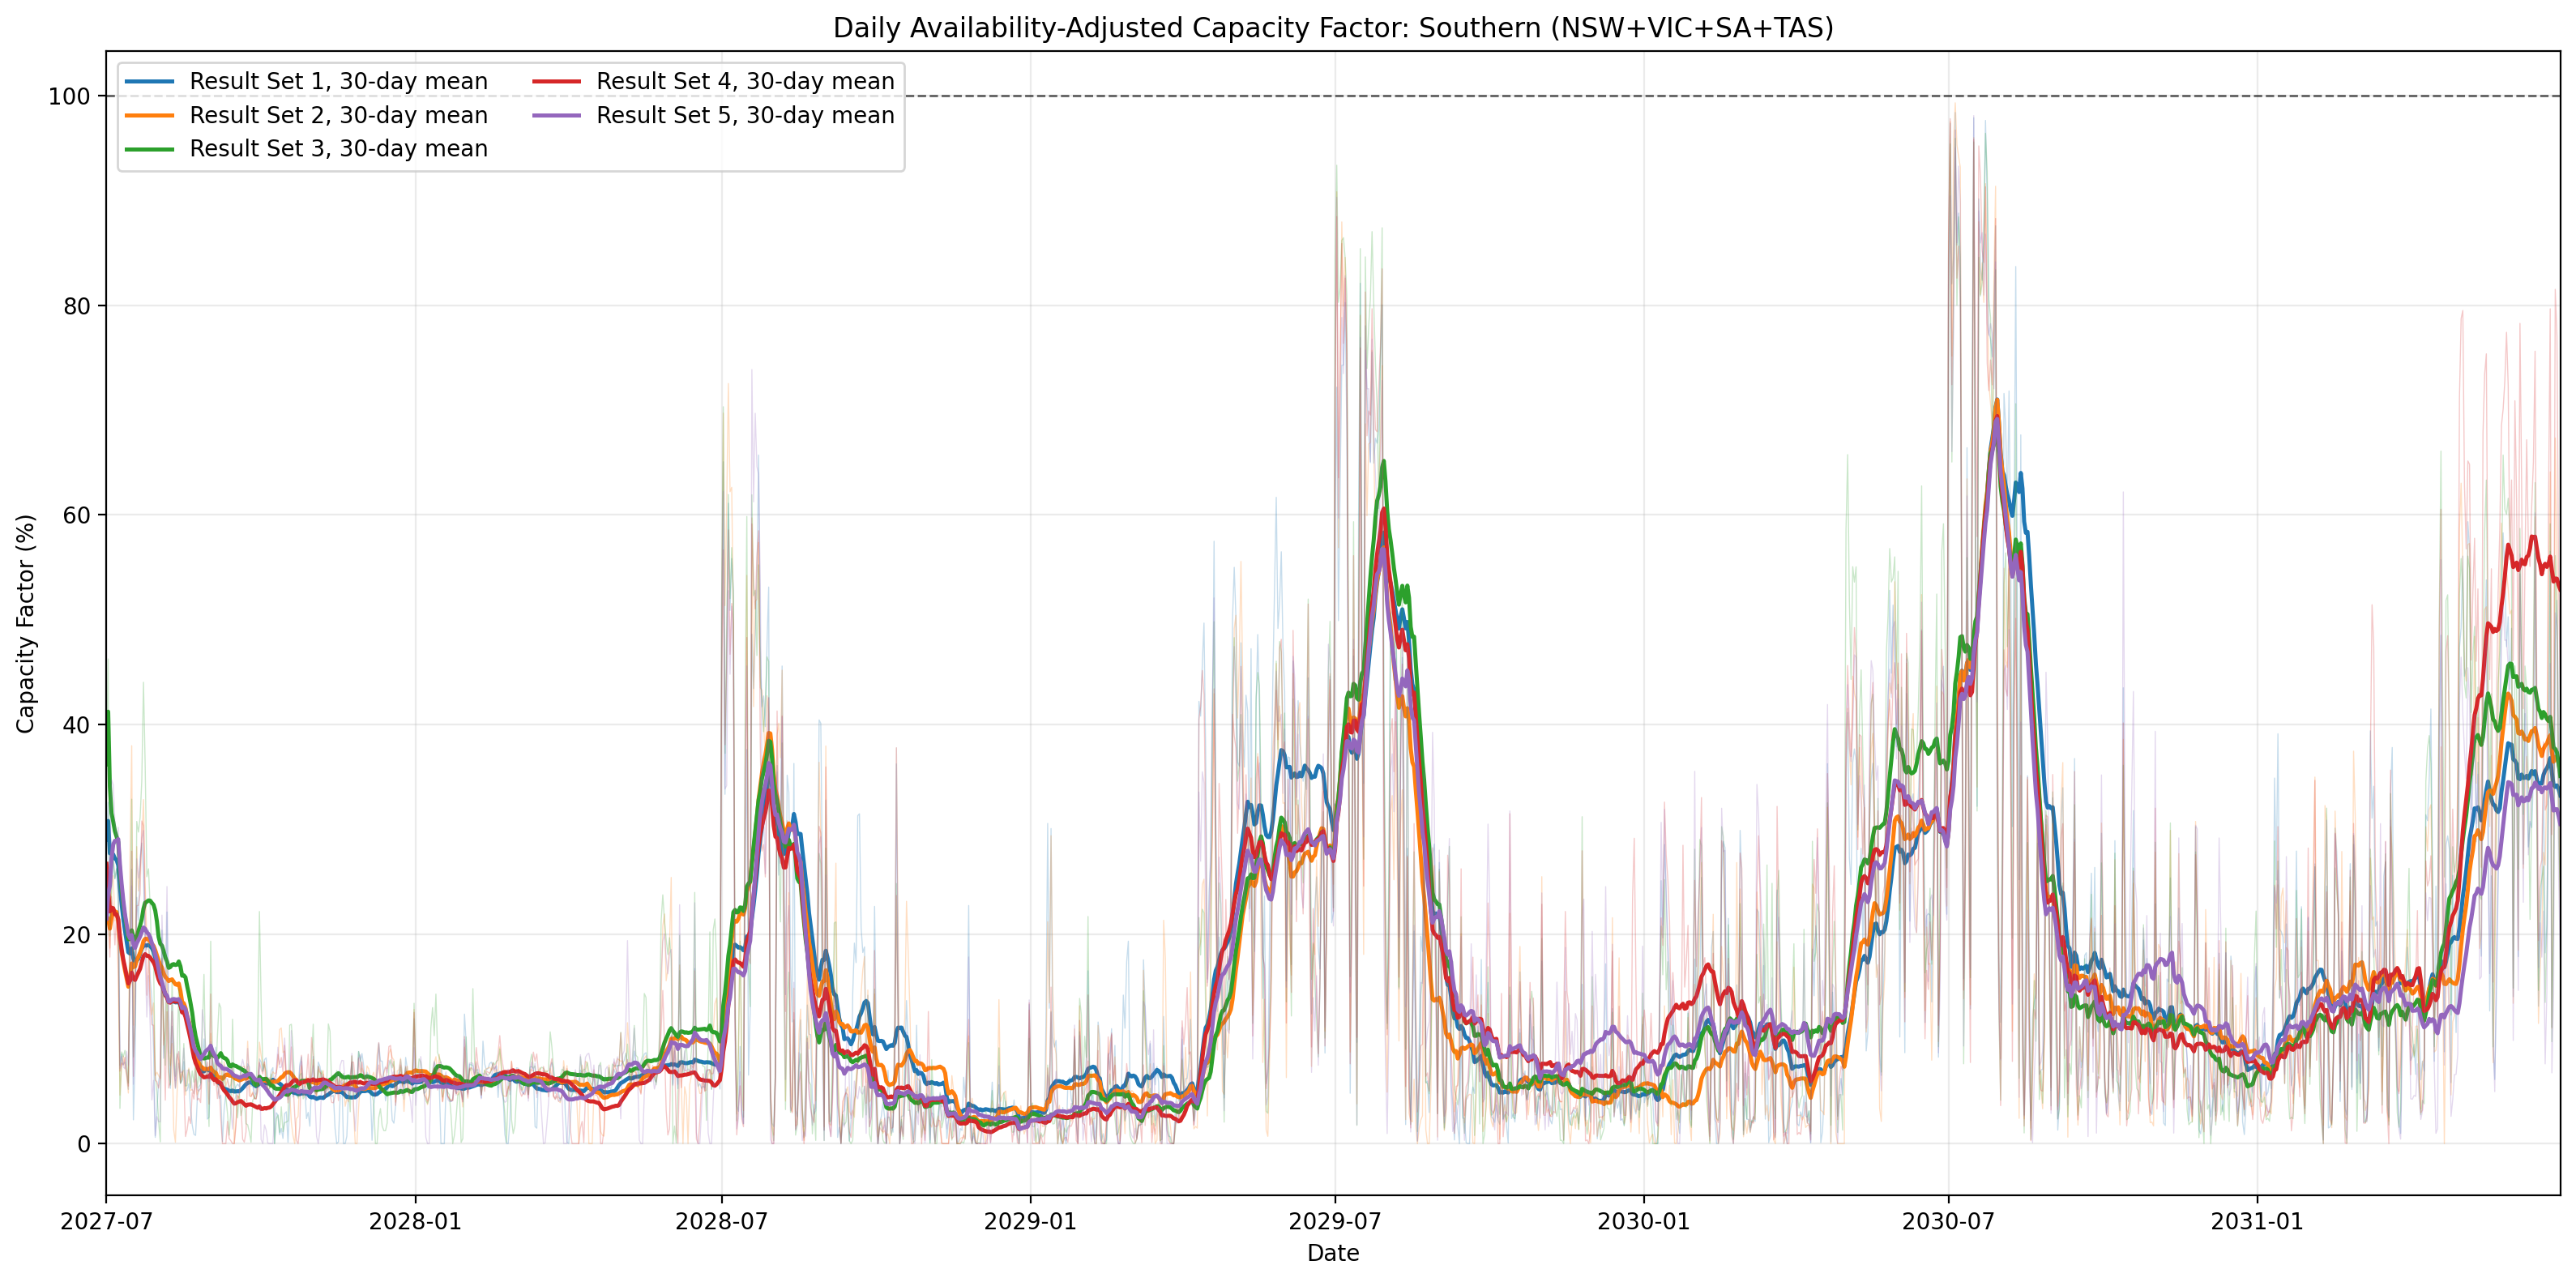 Daily Availability-Adjusted Capacity Factor: Southern (NSW+VIC+SA+TAS)
Result Set 1, 30-day mean
Result Set 2, 30-day mean
Result Set 3, 30-day mean
Result Set 4, 30-day mean
Result Set 5, 30-day mean
Capacity Factor (%)
100
80
60
40
20
0
2027-07
2028-01
2028-07
2029-01
2029-07
2030-01
2030-07
2031-01
Date